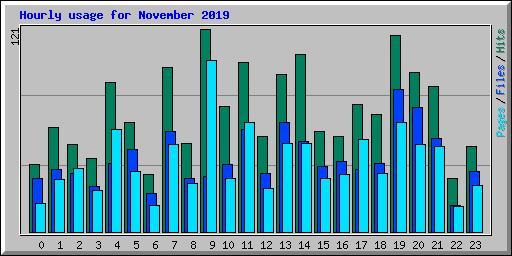 Hourly usage for November 2019
121
Pages/Files/Hits
0 1 2 3 4 5 6 7 8 9 10 11 12 13 14 15 16 17 18 19 20 21 22 23